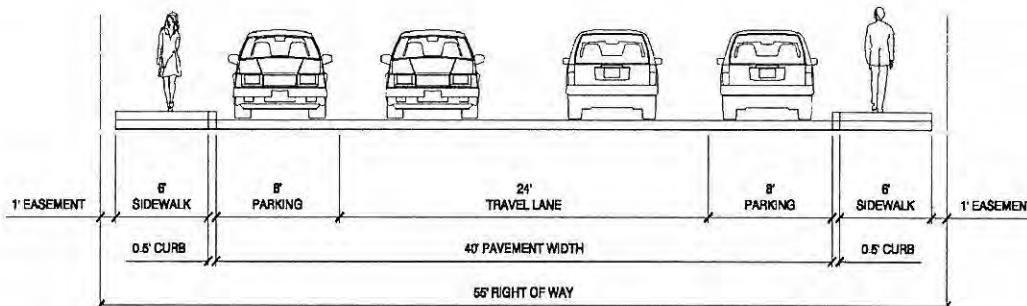 6' 8' 24' 8' 6'
1' EASEMENT SIDEWALK PARKING TRAVEL LANE PARKING SIDEWALK 1' EASEMENT
0.5' CURB 40' PAVEMENT WIDTH 0.5' CURB
55' RIGHT OF WAY